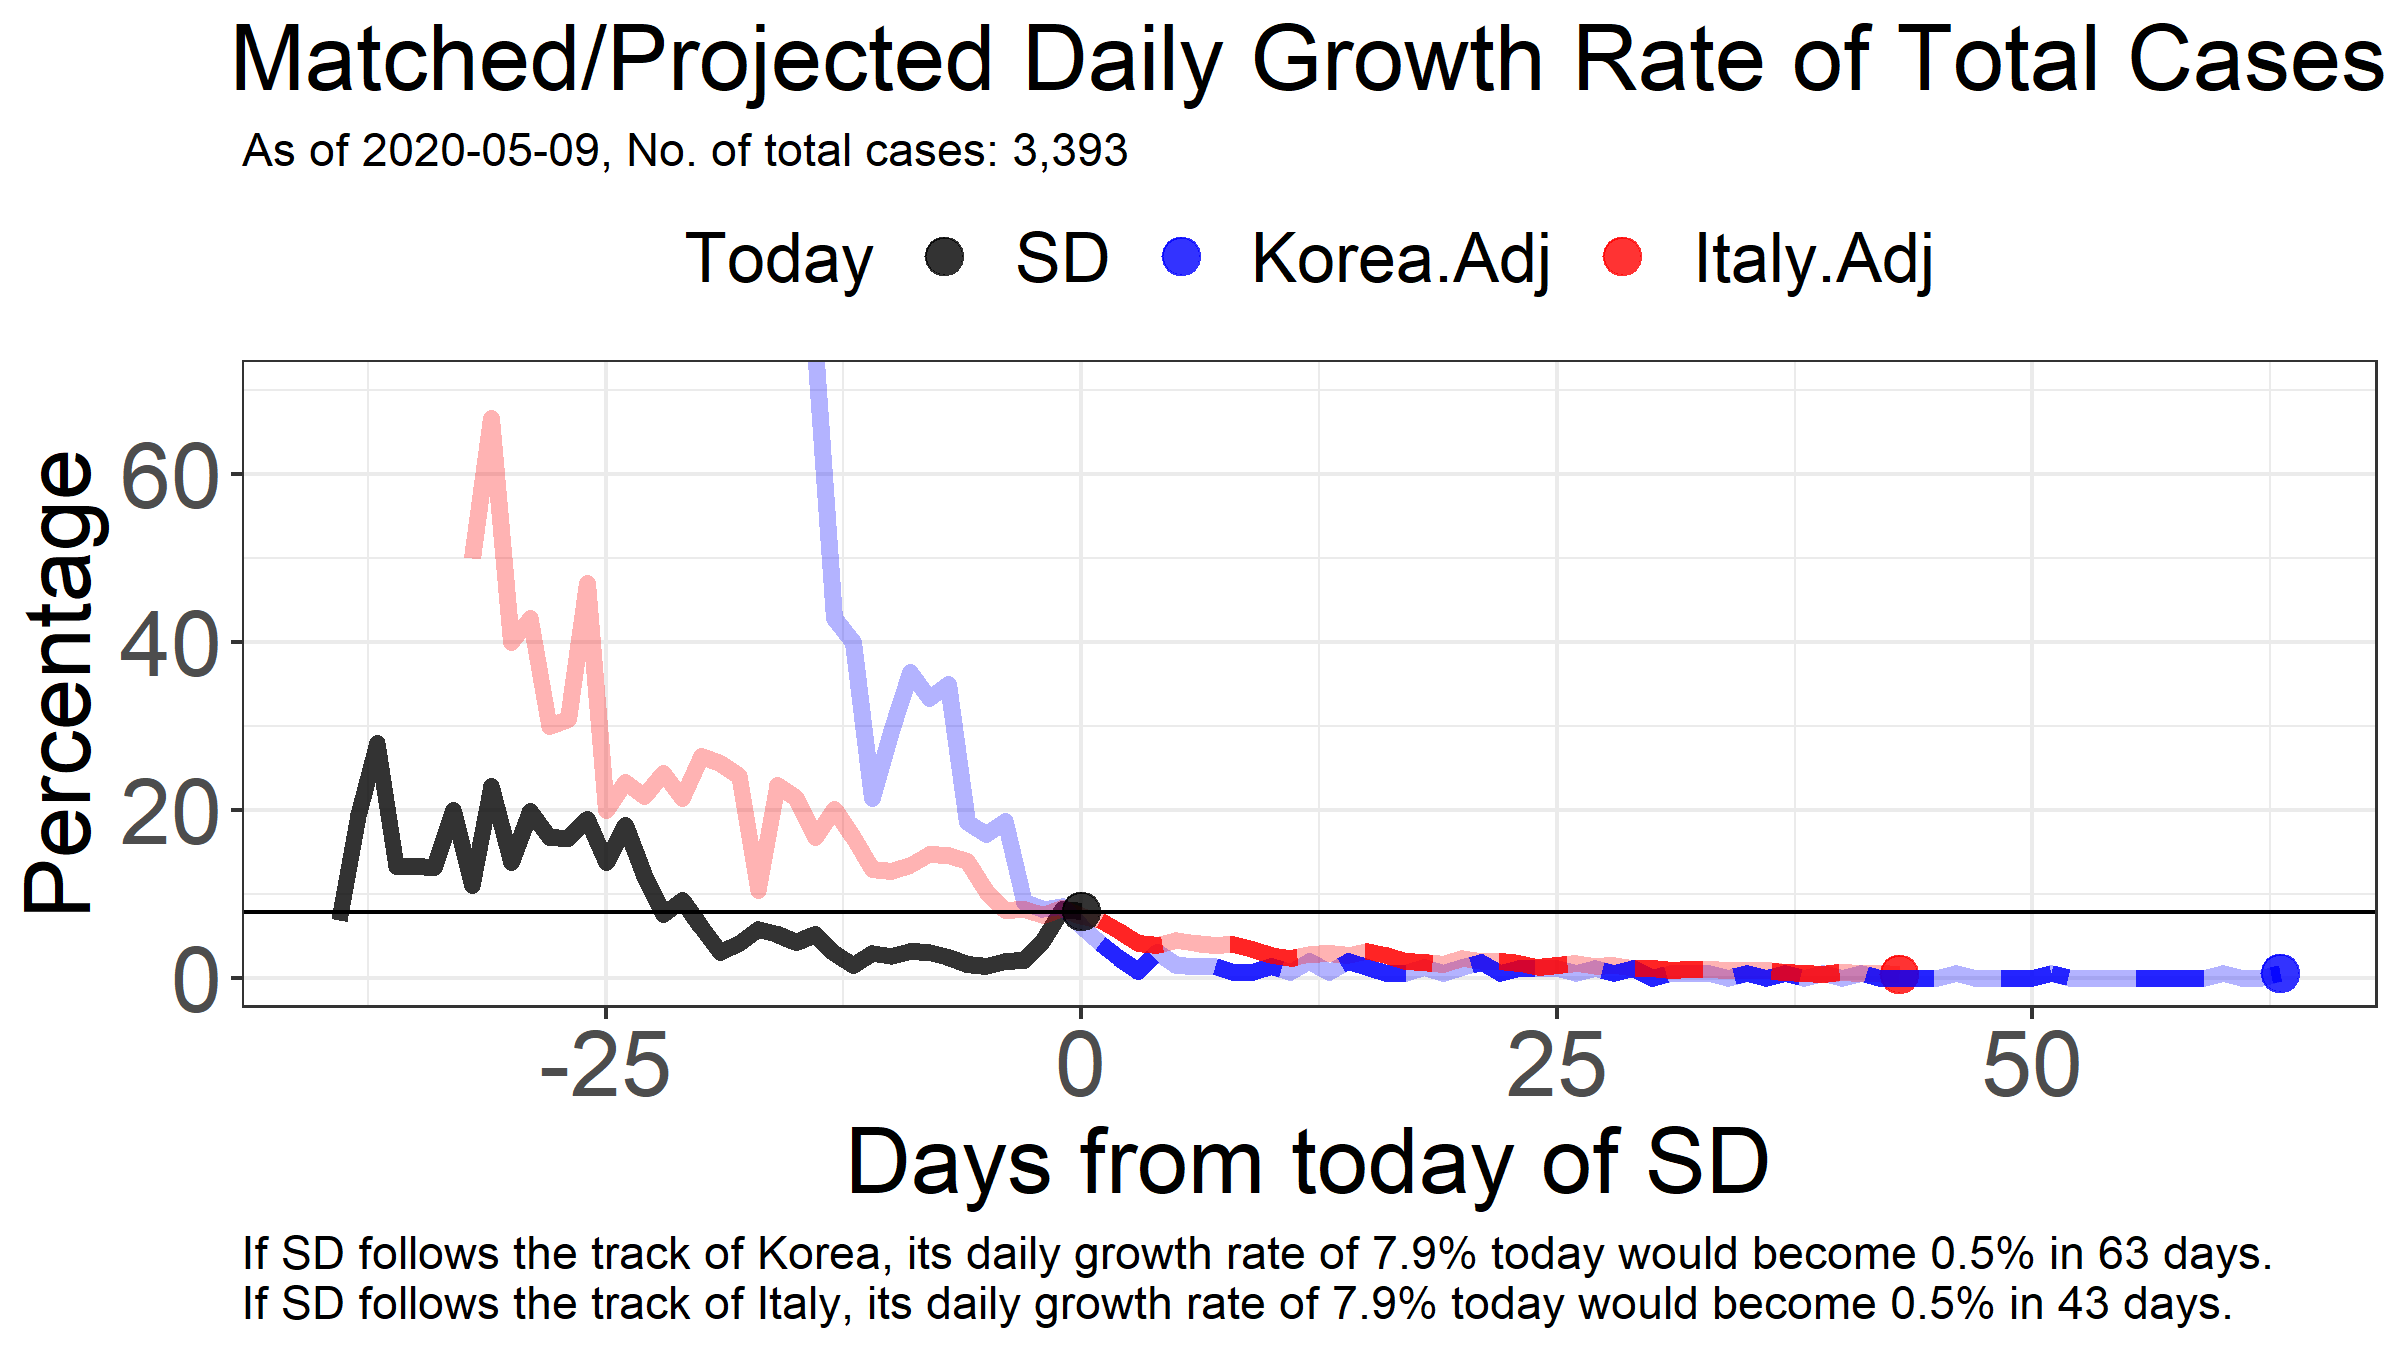 Matched/Projected Daily Growth Rate of Total Cases
As of 2020-05-09, No. of total cases: 3,393
Today SD Korea.Adj Italy.Adj
Percentage
60
40
20
0
-25 0 25 50
Days from today of SD
If SD follows the track of Korea, its daily growth rate of 7.9% today would become 0.5% in 63 days.
If SD follows the track of Italy, its daily growth rate of 7.9% today would become 0.5% in 43 days.